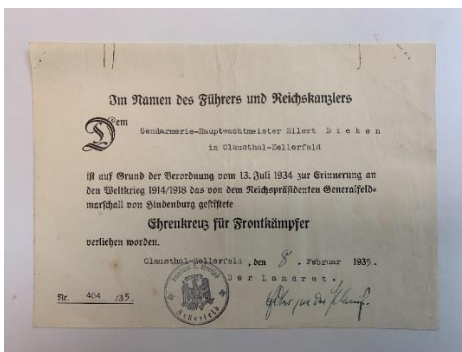 Im Namen des Führers und Reichskanzlers
Dem
Gendarmerie-Hauptwachtmeister Eilert Dieken
in Clausthal-Zellerfeld
ist auf Grund der Verordnung vom 13. Juli 1934 zur Erinnerung an
den Weltkrieg 1914/1918 das von dem Reichspräsidenten Generalfeld-
marschall von Hindenburg gestiftete
Ehrenkreuz für Frontkämpfer
verliehen worden.
Clausthal-Zellerfeld, den 8. Februar 1935.
Der Landrat.
Nr. 404 /35.
Zellerfeld